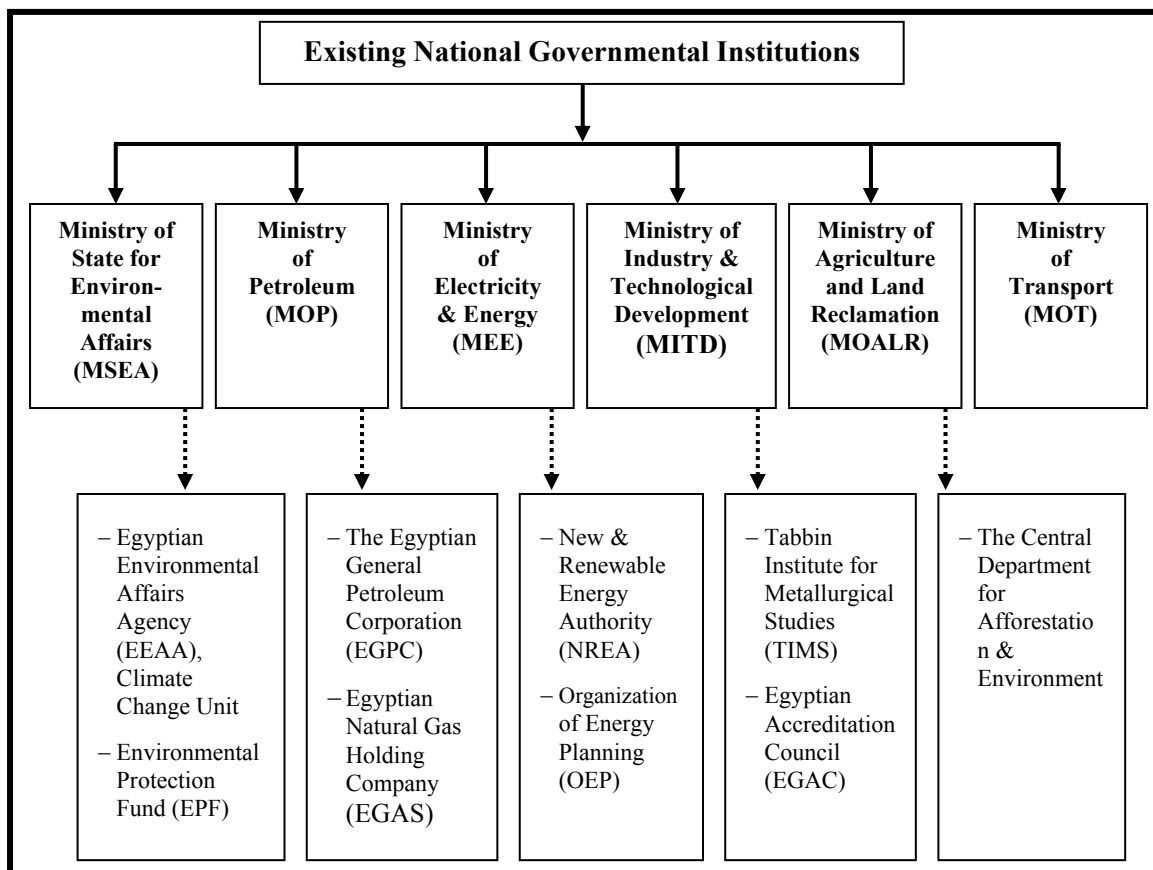 Existing National Governmental Institutions
Ministry of
State for
Environ-
mental
Affairs
(MSEA)
Ministry
of
Petroleum
(MOP)
Ministry
of
Electricity
& Energy
(MEE)
Ministry of
Industry &
Technological
Development
(MITD)
Ministry of
Agriculture
and Land
Reclamation
(MOALR)
Ministry
of
Transport
(MOT)
– Egyptian
Environmental
Affairs
Agency
(EEAA),
Climate
Change Unit
– Environmental
Protection
Fund (EPF)
– The Egyptian
General
Petroleum
Corporation
(EGPC)
– Egyptian
Natural Gas
Holding
Company
(EGAS)
– New &
Renewable
Energy
Authority
(NREA)
– Organization
of Energy
Planning
(OEP)
– Tabbin
Institute for
Metallurgical
Studies
(TIMS)
– Egyptian
Accreditation
Council
(EGAC)
– The Central
Department
for
Afforestatio
n &
Environment